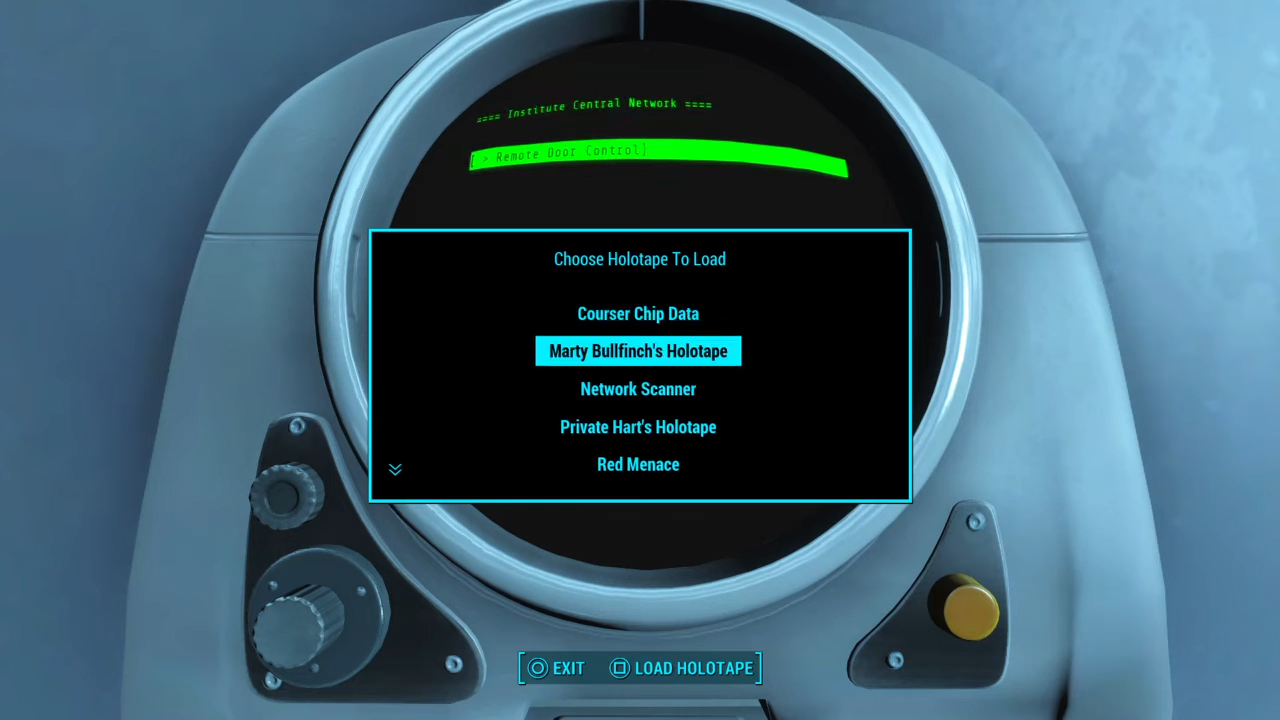 ==== Institute Central Network ====
[ > Remote Door Control]
Choose Holotape To Load
Courser Chip Data
Marty Bullfinch's Holotape
Network Scanner
Private Hart's Holotape
Red Menace
EXIT LOAD HOLOTAPE